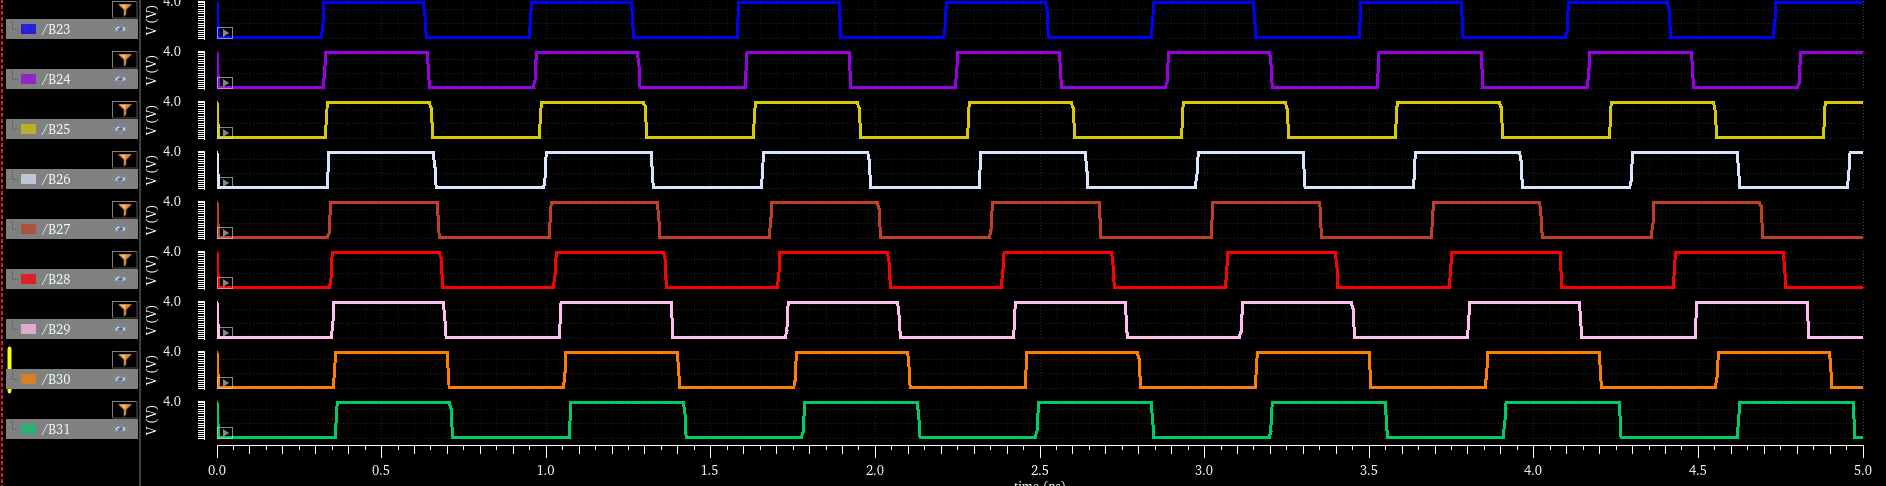 4.0
/B23 V (V)
4.0
/B24 V (V)
4.0
/B25 V (V)
4.0
/B26 V (V)
4.0
/B27 V (V)
4.0
/B28 V (V)
4.0
/B29 V (V)
4.0
/B30 V (V)
4.0
/B31 V (V)
0.0 0.5 1.0 1.5 2.0 2.5 3.0 3.5 4.0 4.5 5.0
time (ns)